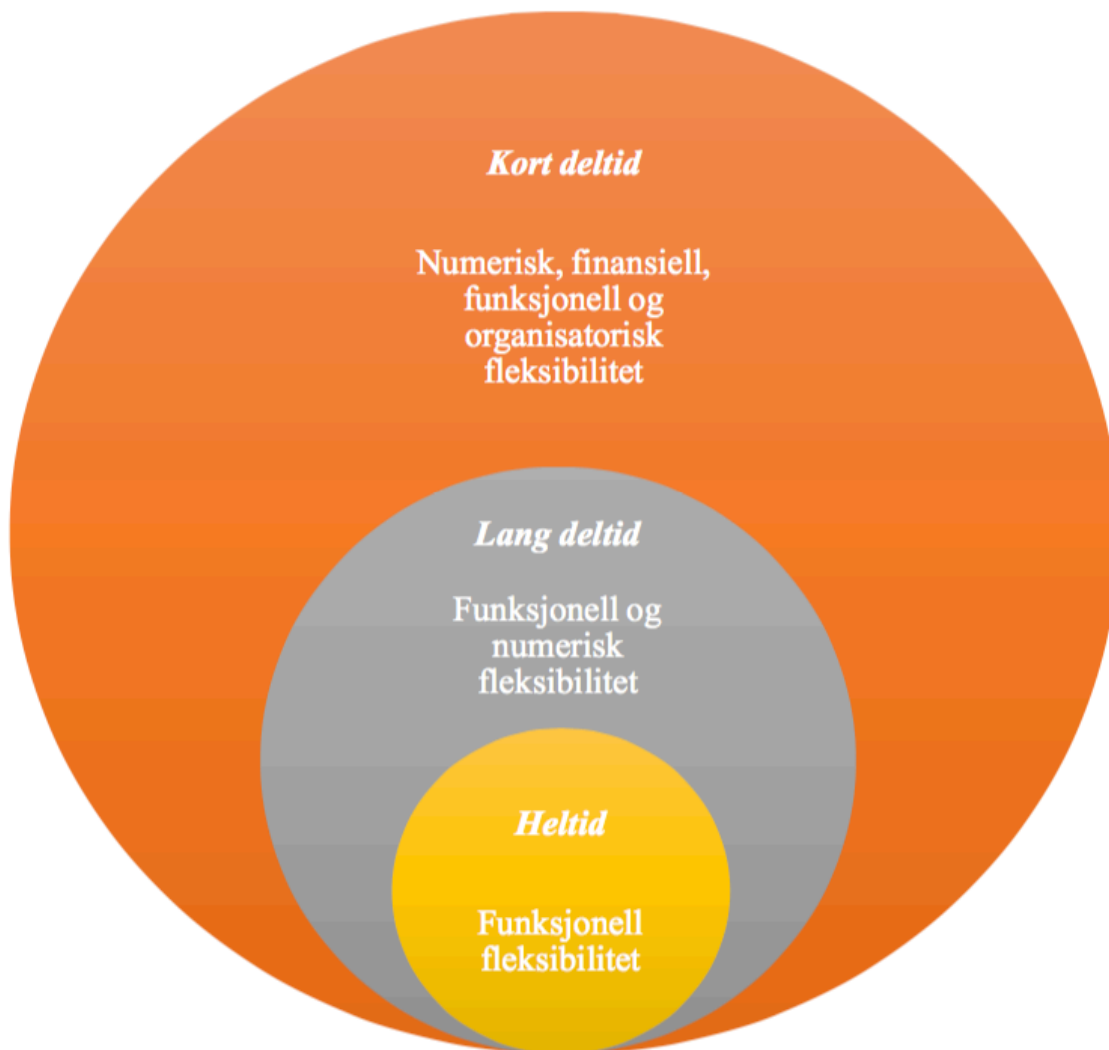 Kort deltid
Numerisk, finansiell,
funksjonell og
organisatorisk
fleksibilitet
Lang deltid
Funksjonell og
numerisk
fleksibilitet
Heltid
Funksjonell
fleksibilitet